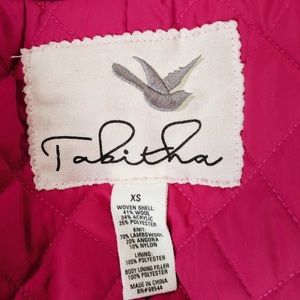 Tabitha
XS
WOVEN SHELL:
41% WOOL
34% ACRYLIC
25% POLYESTER
KNIT:
70% LAMBSWOOL
20% ANGORA
10% NYLON
LINING:
100% POLYESTER
BODY LINING FILLER
100% POLYESTER
MADE IN CHINA
RN#98544